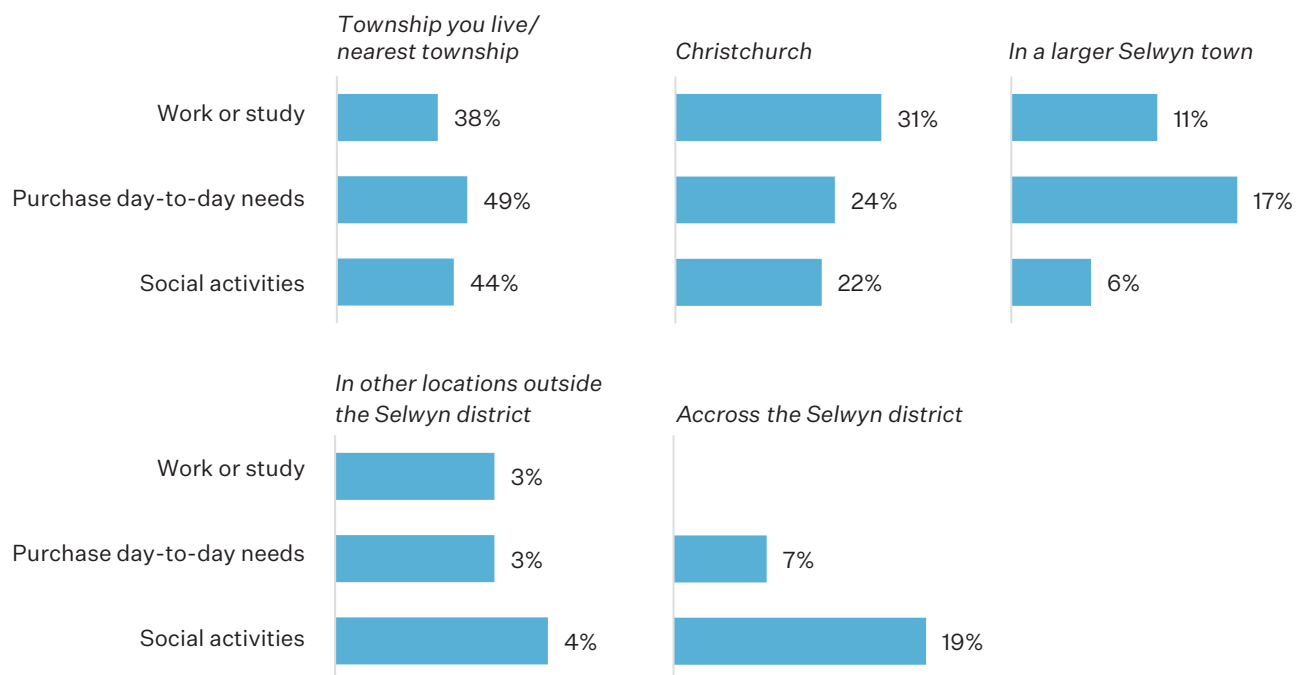 Township you live/
nearest township
Christchurch
In a larger Selwyn town
Work or study
38%
31%
11%
Purchase day-to-day needs
49%
24%
17%
Social activities
44%
22%
6%
In other locations outside
the Selwyn district
Accross the Selwyn district
Work or study
3%
Purchase day-to-day needs
3%
7%
Social activities
4%
19%